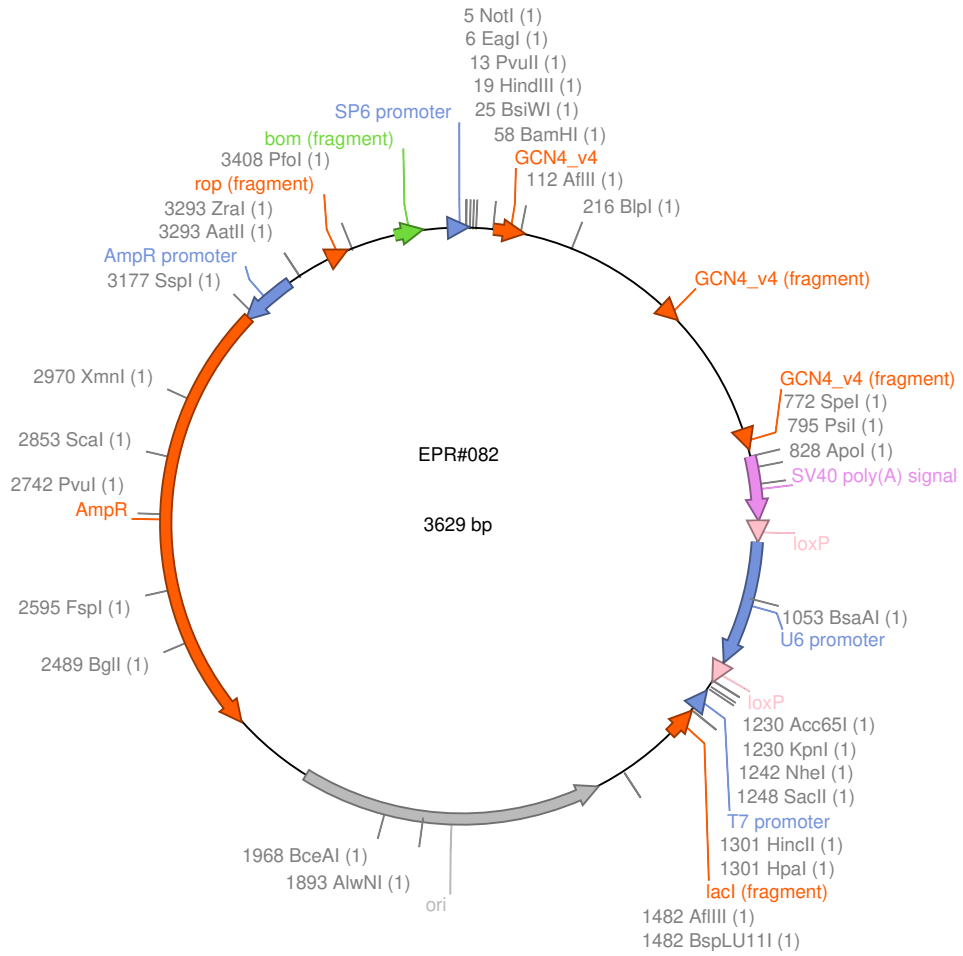 5 NotI (1)
6 EagI (1)
13 PvuII (1)
19 HindIII (1)
25 BsiWI (1)
58 BamHI (1)
GCN4_v4
112 AflII (1)
216 BlpI (1)
GCN4_v4 (fragment)
GCN4_v4 (fragment)
772 SpeI (1)
795 PsiI (1)
828 ApoI (1)
SV40 poly(A) signal
loxP
1053 BsaAI (1)
U6 promoter
loxP
1230 Acc65I (1)
1230 KpnI (1)
1242 NheI (1)
1248 SacII (1)
T7 promoter
1301 HincII (1)
1301 HpaI (1)
lacI (fragment)
1482 AflIII (1)
1482 BspLU11I (1)
ori
1893 AlwNI (1)
1968 BceAI (1)
2489 BglI (1)
2595 FspI (1)
AmpR
2742 PvuI (1)
2853 ScaI (1)
2970 XmnI (1)
3177 SspI (1)
AmpR promoter
3293 AatII (1)
3293 ZraI (1)
rop (fragment)
3408 PfoI (1)
bom (fragment)
SP6 promoter
EPR#082
3629 bp